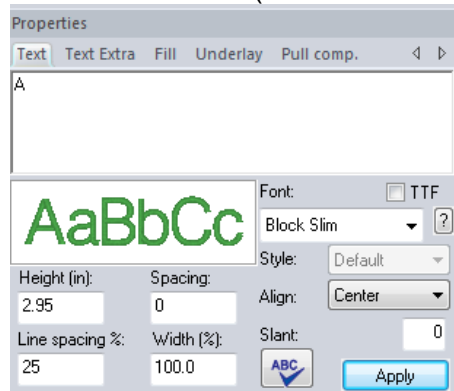 Properties
Text Text Extra Fill Underlay Pull comp.
A
AaBbCc
Font: TTF
Block Slim ?
Style: Default
Height (in): Spacing:
2.95 0
Align: Center
Line spacing %: Width (%):
25 100.0
Slant: 0
ABC
Apply